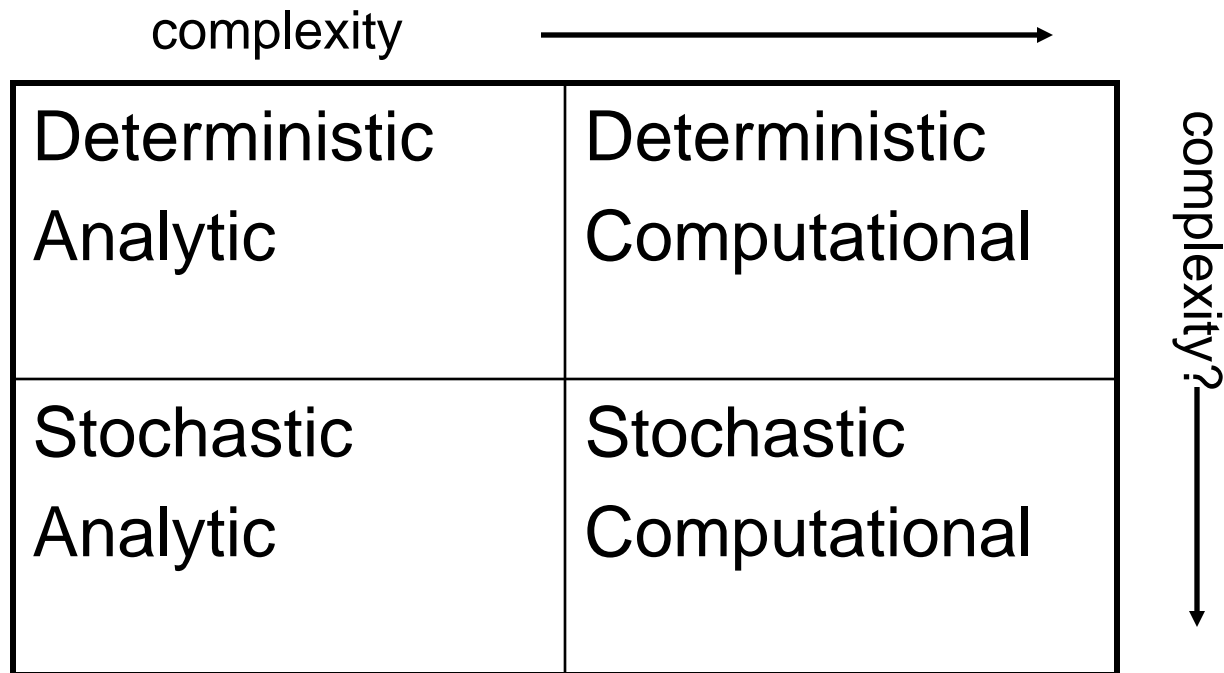 complexity
Deterministic
Analytic
Deterministic
Computational
complexity?
Stochastic
Analytic
Stochastic
Computational